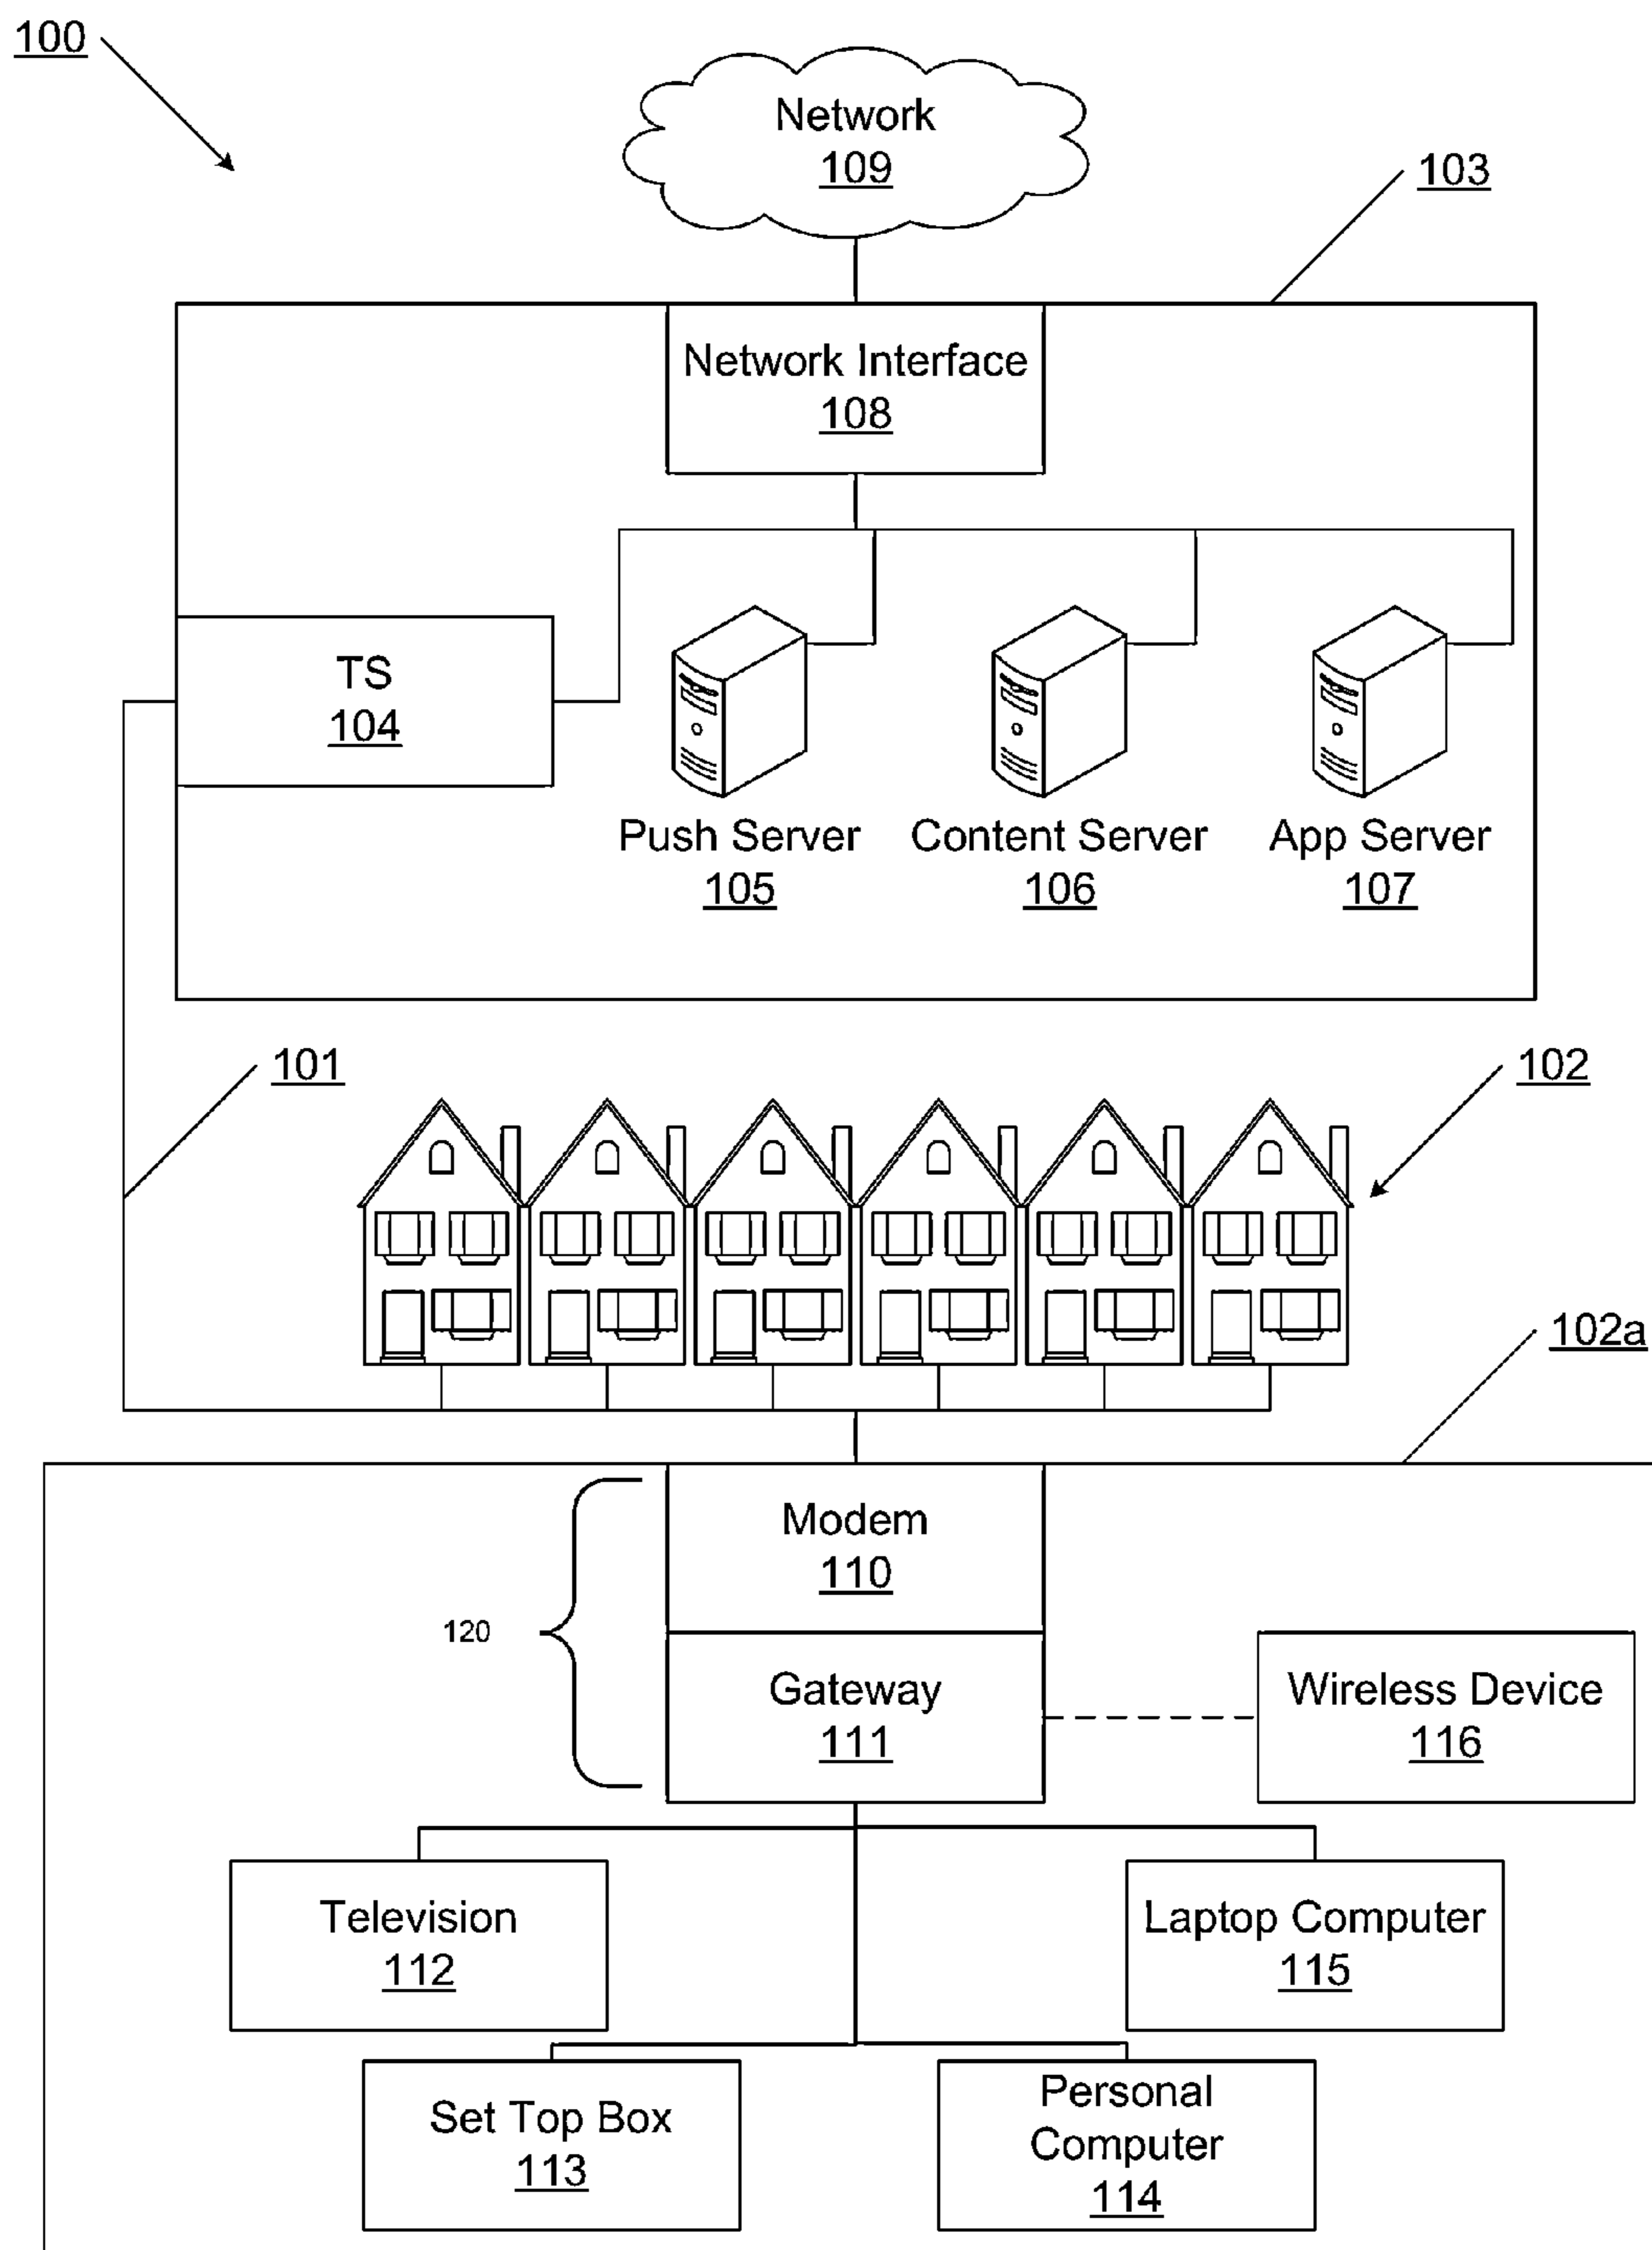 100
Network
109
103
Network Interface
108
TS
104
Push Server
105
Content Server
106
App Server
107
101
102
102a
Modem
110
120
Gateway
111
Wireless Device
116
Television
112
Laptop Computer
115
Set Top Box
113
Personal
Computer
114